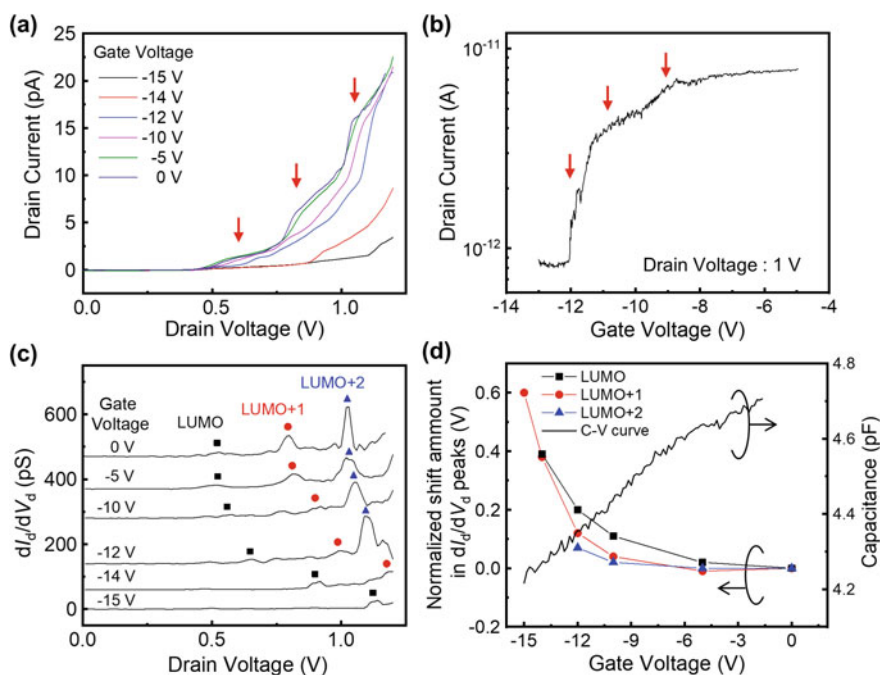 (a)
Gate Voltage
-15 V
-14 V
-12 V
-10 V
-5 V
0 V
25
20
15
10
5
0
Drain Current (pA)
0.0 0.5 1.0
Drain Voltage (V)
(b)
10⁻¹¹
10⁻¹²
Drain Current (A)
Drain Voltage : 1 V
-14 -12 -10 -8 -6 -4
Gate Voltage (V)
(c)
LUMO+2
LUMO+1
LUMO
Gate
Voltage
0 V
-5 V
-10 V
-12 V
-14 V
-15 V
600
400
200
0
dI_d/dV_d (pS)
0.0 0.5 1.0
Drain Voltage (V)
(d)
LUMO
LUMO+1
LUMO+2
C-V curve
0.6
0.4
0.2
0.0
-0.2
Normalized shift ammount
in dI_d/dV_d peaks (V)
4.8
4.6
4.4
4.2
Capacitance (pF)
-15 -12 -9 -6 -3 0
Gate Voltage (V)